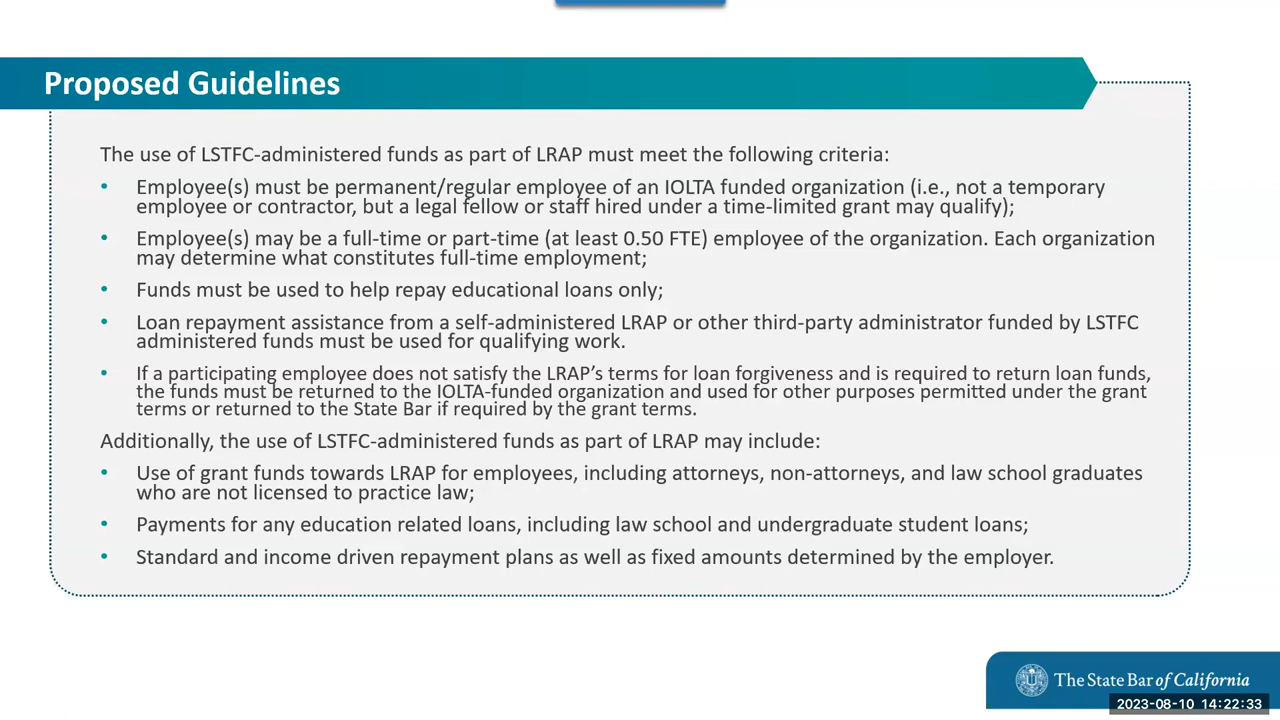 Proposed Guidelines
The use of LSTFC-administered funds as part of LRAP must meet the following criteria:
• Employee(s) must be permanent/regular employee of an IOLTA funded organization (i.e., not a temporary
employee or contractor, but a legal fellow or staff hired under a time-limited grant may qualify);
• Employee(s) may be a full-time or part-time (at least 0.50 FTE) employee of the organization. Each organization
may determine what constitutes full-time employment;
• Funds must be used to help repay educational loans only;
• Loan repayment assistance from a self-administered LRAP or other third-party administrator funded by LSTFC
administered funds must be used for qualifying work.
• If a participating employee does not satisfy the LRAP’s terms for loan forgiveness and is required to return loan funds,
the funds must be returned to the IOLTA-funded organization and used for other purposes permitted under the grant
terms or returned to the State Bar if required by the grant terms.
Additionally, the use of LSTFC-administered funds as part of LRAP may include:
• Use of grant funds towards LRAP for employees, including attorneys, non-attorneys, and law school graduates
who are not licensed to practice law;
• Payments for any education related loans, including law school and undergraduate student loans;
• Standard and income driven repayment plans as well as fixed amounts determined by the employer.
The State Bar of California
2023-08-10 14:22:33